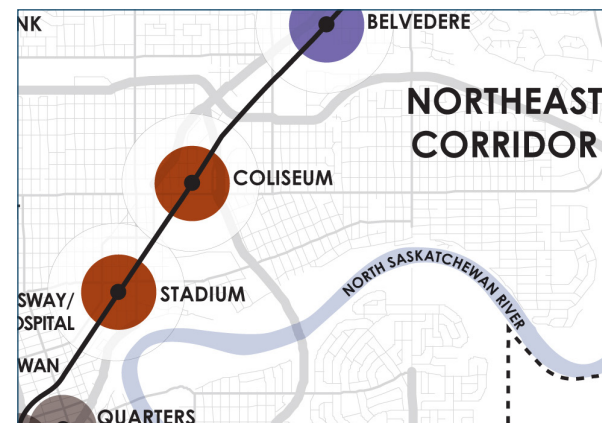 NK
BELVEDERE
NORTHEAST
CORRIDOR
COLISEUM
NORTH SASKATCHEWAN RIVER
STADIUM
SWAY/
OSPITAL
WAN
QUARTERS